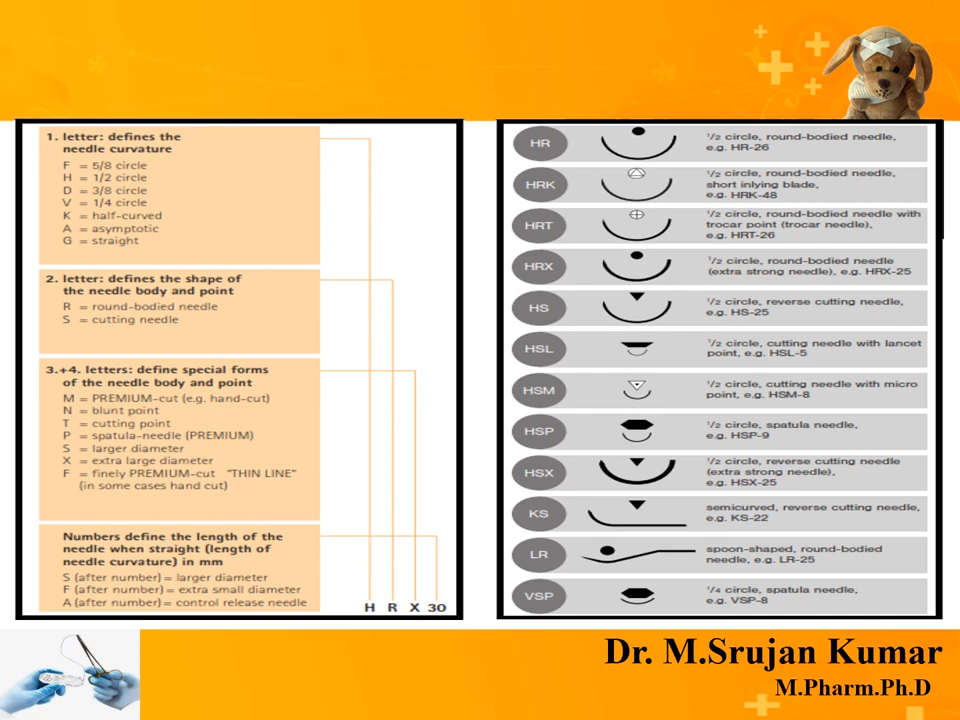 1. letter: defines the
needle curvature
F = 5/8 circle
H = 1/2 circle
D = 3/8 circle
V = 1/4 circle
K = half-curved
A = asymptotic
G = straight
2. letter: defines the shape of
the needle body and point
R = round-bodied needle
S = cutting needle
3.+4. letters: define special forms
of the needle body and point
M = PREMIUM-cut (e.g. hand-cut)
N = blunt point
T = cutting point
P = spatula-needle (PREMIUM)
S = larger diameter
X = extra large diameter
F = finely PREMIUM-cut "THIN LINE"
(in some cases hand cut)
Numbers define the length of the
needle when straight (length of
needle curvature) in mm
S (after number) = larger diameter
F (after number) = extra small diameter
A (after number) = control release needle
H R X 30
HR
1/2 circle, round-bodied needle,
e.g. HR-26
HRK
1/2 circle, round-bodied needle,
short inlying blade,
e.g. HRK-48
HRT
1/2 circle, round-bodied needle with
trocar point (trocar needle),
e.g. HRT-26
HRX
1/2 circle, round-bodied needle
(extra strong needle), e.g. HRX-25
HS
1/2 circle, reverse cutting needle,
e.g. HS-25
HSL
1/2 circle, cutting needle with lancet
point, e.g. HSL-5
HSM
1/2 circle, cutting needle with micro
point, e.g. HSM-8
HSP
1/2 circle, spatula needle,
e.g. HSP-9
HSX
1/2 circle, reverse cutting needle
(extra strong needle),
e.g. HSX-25
KS
semicurved, reverse cutting needle,
e.g. KS-22
LR
spoon-shaped, round-bodied
needle, e.g. LR-25
VSP
1/4 circle, spatula needle,
e.g. VSP-8
Dr. M.Srujan Kumar
M.Pharm.Ph.D